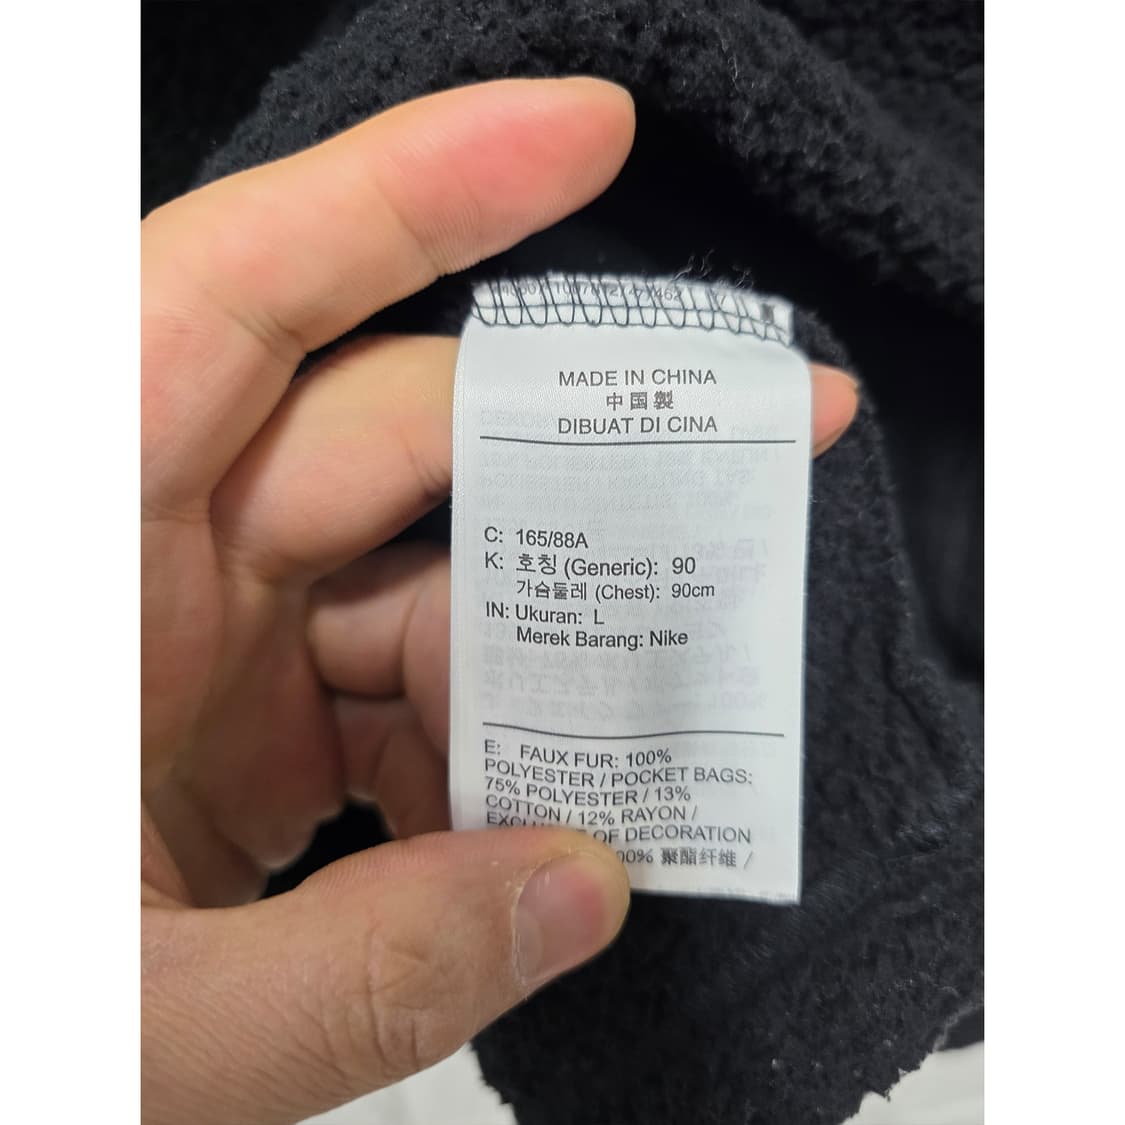 MADE IN CHINA
中国製
DIBUAT DI CINA
C: 165/88A
K: 호칭 (Generic): 90
가슴둘레 (Chest): 90cm
IN: Ukuran: L
Merek Barang: Nike
E: FAUX FUR: 100%
POLYESTER / POCKET BAGS:
75% POLYESTER / 13%
COTTON / 12% RAYON /
OF DECORATION
00% 聚酯纤维 /